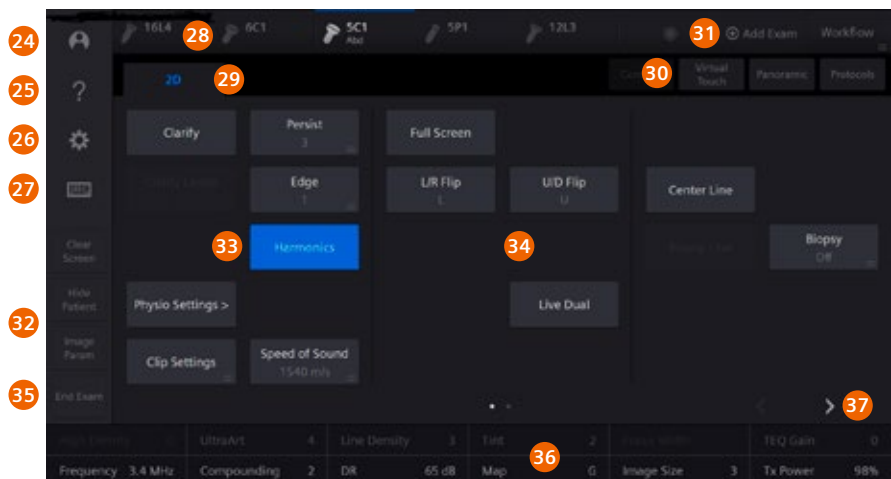 24
16L4
28
6C1
5C1
Abd
5P1
12L3
31
Add Exam
Workflow
25
2D
29
30
Virtual
Touch
Panoramic
Protocols
26
Clarify
Persist
3
Full Screen
27
Edge
1
L/R Flip
L
U/D Flip
U
Center Line
Clear
Screen
33
Harmonics
34
Biopsy
Off
Hide
Patient
32
Physio Settings >
Live Dual
Image
Param
Clip Settings
Speed of Sound
1540 m/s
35
End Exam
37
UltraArt 4
Line Density 3
Tint 2
TEQ Gain 0
36
Frequency 3.4 MHz
Compounding 2
DR 65 dB
Map G
Image Size 3
Tx Power 98%